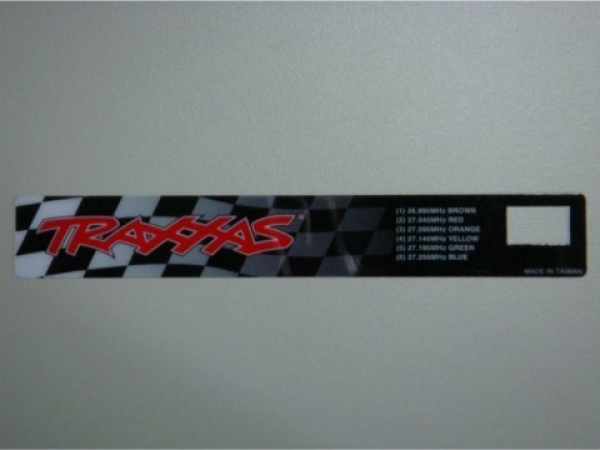 TRAXXAS
(1) 26.995MHz BROWN
(2) 27.045MHz RED
(3) 27.095MHz ORANGE
(4) 27.145MHz YELLOW
(5) 27.195MHz GREEN
(6) 27.255MHz BLUE
MADE IN TAIWAN